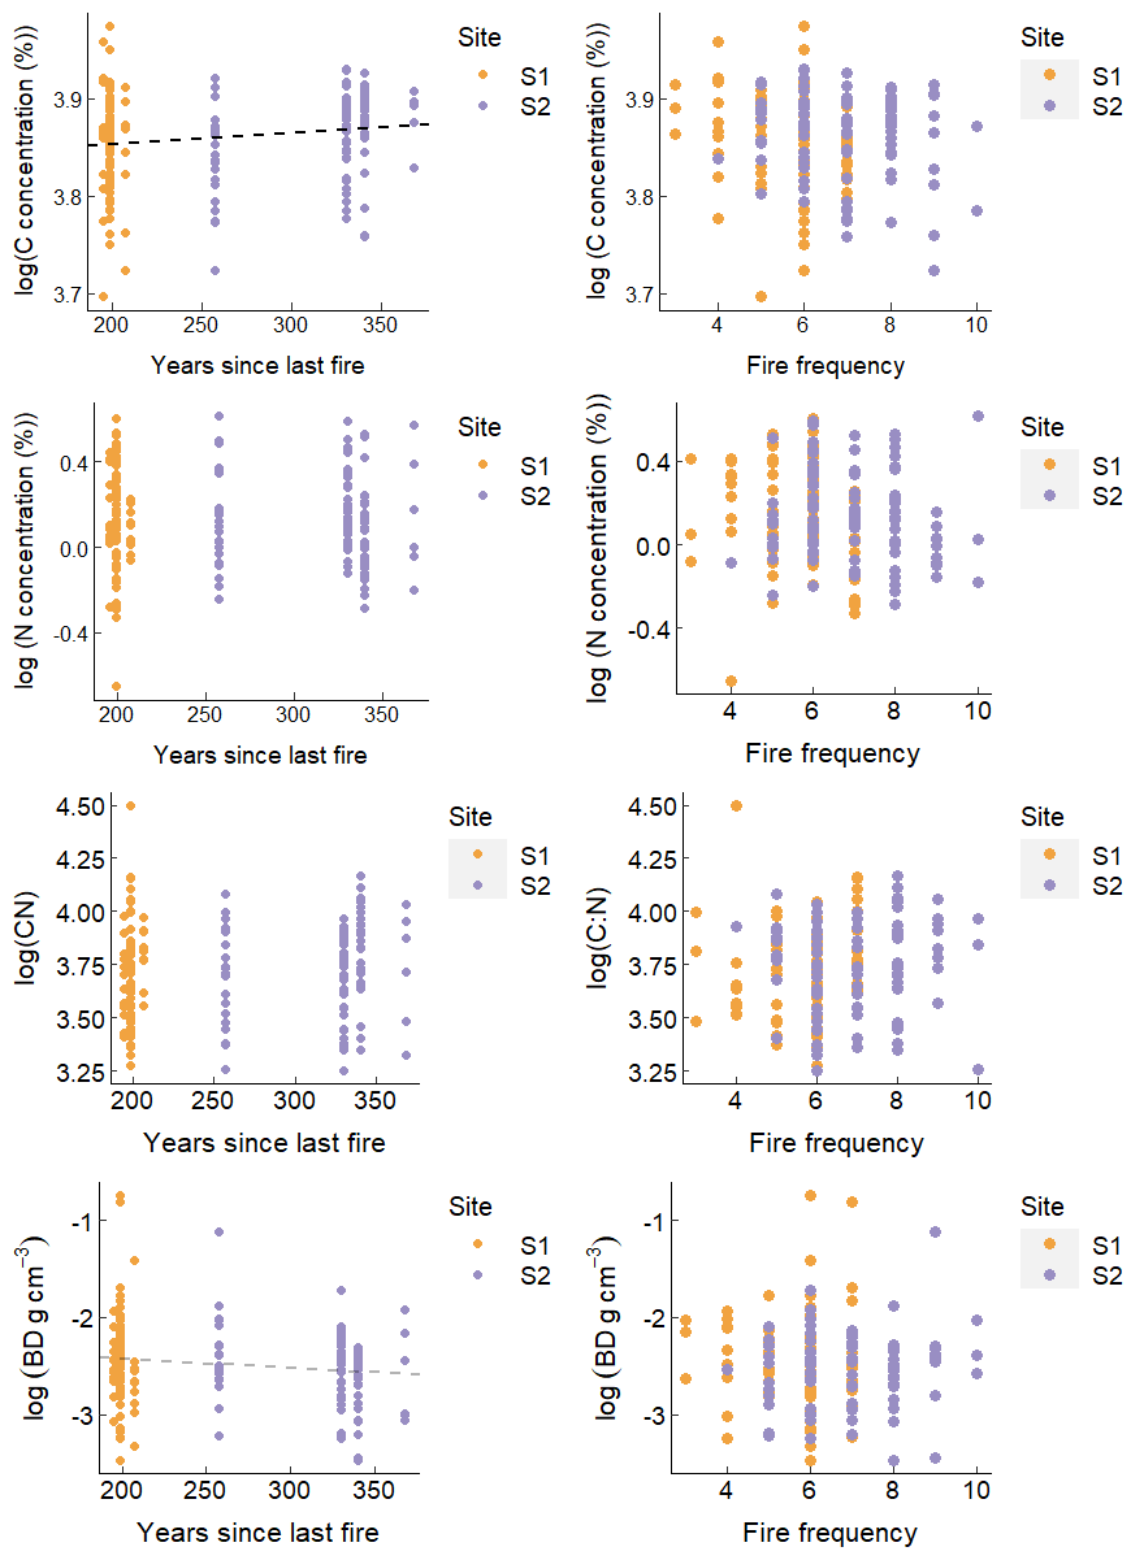 log(C concentration (%))
3.9
3.8
3.7
200 250 300 350
Years since last fire
Site
S1
S2
log (C concentration (%))
3.9
3.8
3.7
4 6 8 10
Fire frequency
Site
S1
S2
log (N concentration (%))
0.4
0.0
-0.4
200 250 300 350
Years since last fire
Site
S1
S2
log (N concentration (%))
0.4
0.0
-0.4
4 6 8 10
Fire frequency
Site
S1
S2
log(CN)
4.50
4.25
4.00
3.75
3.50
3.25
200 250 300 350
Years since last fire
Site
S1
S2
log(C:N)
4.50
4.25
4.00
3.75
3.50
3.25
4 6 8 10
Fire frequency
Site
S1
S2
log (BD g cm⁻³)
-1
-2
-3
200 250 300 350
Years since last fire
Site
S1
S2
log (BD g cm⁻³)
-1
-2
-3
4 6 8 10
Fire frequency
Site
S1
S2